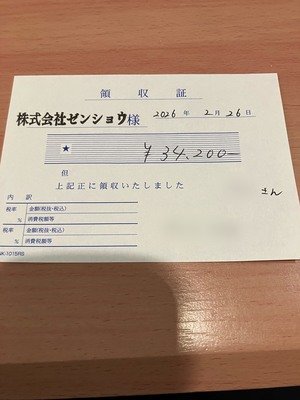 領収証
株式会社ゼンショウ様 2026年2月26日
★ ¥34,200-
但
上記正に領収いたしました
さん
内訳
税率 金額(税抜・税込)
% 消費税額等
税率 金額(税抜・税込)
% 消費税額等
NK-1015RS